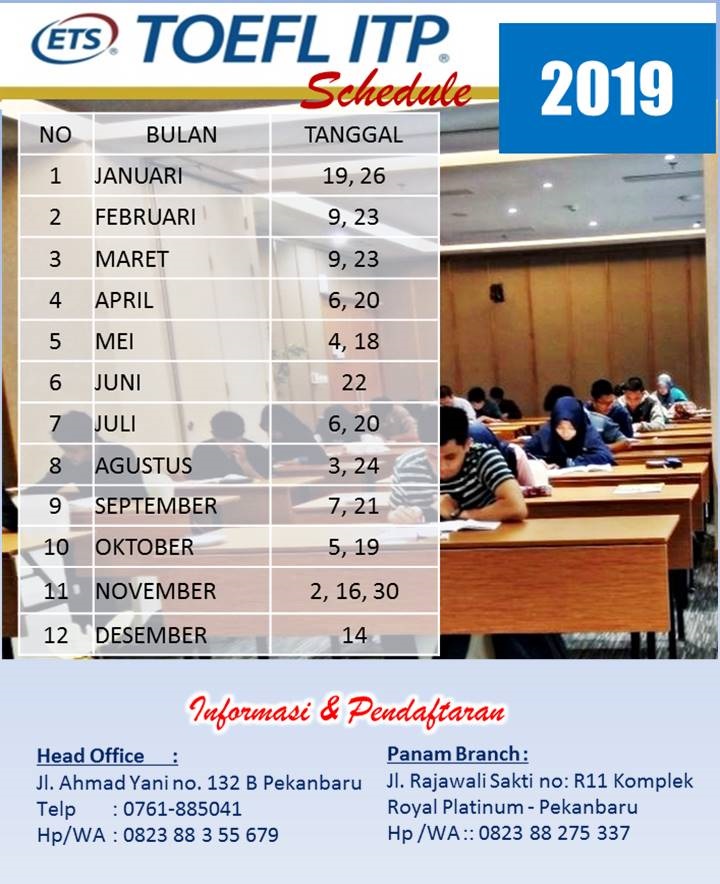 ETS® TOEFL ITP®
Schedule
2019
NO BULAN TANGGAL
1 JANUARI 19, 26
2 FEBRUARI 9, 23
3 MARET 9, 23
4 APRIL 6, 20
5 MEI 4, 18
6 JUNI 22
7 JULI 6, 20
8 AGUSTUS 3, 24
9 SEPTEMBER 7, 21
10 OKTOBER 5, 19
11 NOVEMBER 2, 16, 30
12 DESEMBER 14
Informasi & Pendaftaran
Head Office :
Jl. Ahmad Yani no. 132 B Pekanbaru
Telp : 0761-885041
Hp/WA : 0823 88 3 55 679
Panam Branch :
Jl. Rajawali Sakti no: R11 Komplek
Royal Platinum - Pekanbaru
Hp /WA :: 0823 88 275 337